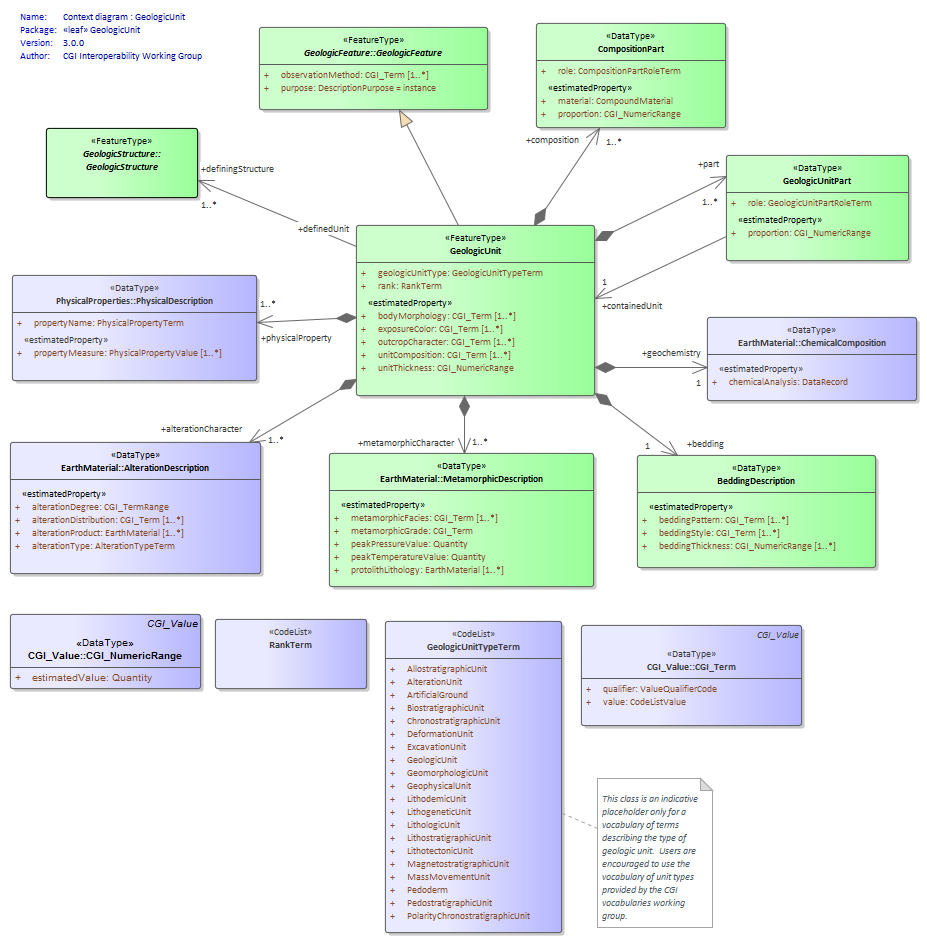 Name: Context diagram : GeologicUnit
Package: «leaf» GeologicUnit
Version: 3.0.0
Author: CGI Interoperability Working Group
«FeatureType»
GeologicFeature::GeologicFeature
+ observationMethod: CGI_Term [1..*]
+ purpose: DescriptionPurpose = instance
«DataType»
CompositionPart
+ role: CompositionPartRoleTerm
«estimatedProperty»
+ material: CompoundMaterial
+ proportion: CGI_NumericRange
«FeatureType»
GeologicStructure::
GeologicStructure
+definingStructure
1..*
+definedUnit
+composition
1..*
+part
1..*
«DataType»
GeologicUnitPart
+ role: GeologicUnitPartRoleTerm
«estimatedProperty»
+ proportion: CGI_NumericRange
1
+containedUnit
«FeatureType»
GeologicUnit
+ geologicUnitType: GeologicUnitTypeTerm
+ rank: RankTerm
«estimatedProperty»
+ bodyMorphology: CGI_Term [1..*]
+ exposureColor: CGI_Term [1..*]
+ outcropCharacter: CGI_Term [1..*]
+ unitComposition: CGI_Term [1..*]
+ unitThickness: CGI_NumericRange
«DataType»
PhysicalProperties::PhysicalDescription
+ propertyName: PhysicalPropertyTerm
«estimatedProperty»
+ propertyMeasure: PhysicalPropertyValue [1..*]
1..*
+physicalProperty
+geochemistry
1
«DataType»
EarthMaterial::ChemicalComposition
«estimatedProperty»
+ chemicalAnalysis: DataRecord
+alterationCharacter
1..*
+metamorphicCharacter
1..*
1
+bedding
«DataType»
EarthMaterial::AlterationDescription
«estimatedProperty»
+ alterationDegree: CGI_TermRange
+ alterationDistribution: CGI_Term [1..*]
+ alterationProduct: EarthMaterial [1..*]
+ alterationType: AlterationTypeTerm
«DataType»
EarthMaterial::MetamorphicDescription
«estimatedProperty»
+ metamorphicFacies: CGI_Term [1..*]
+ metamorphicGrade: CGI_Term
+ peakPressureValue: Quantity
+ peakTemperatureValue: Quantity
+ protolithLithology: EarthMaterial [1..*]
«DataType»
BeddingDescription
«estimatedProperty»
+ beddingPattern: CGI_Term [1..*]
+ beddingStyle: CGI_Term [1..*]
+ beddingThickness: CGI_NumericRange [1..*]
CGI_Value
«DataType»
CGI_Value::CGI_NumericRange
+ estimatedValue: Quantity
«CodeList»
RankTerm
«CodeList»
GeologicUnitTypeTerm
+ AllostratigraphicUnit
+ AlterationUnit
+ ArtificialGround
+ BiostratigraphicUnit
+ ChronostratigraphicUnit
+ DeformationUnit
+ ExcavationUnit
+ GeologicUnit
+ GeomorphologicUnit
+ GeophysicalUnit
+ LithodemicUnit
+ LithogeneticUnit
+ LithologicUnit
+ LithostratigraphicUnit
+ LithotectonicUnit
+ MagnetostratigraphicUnit
+ MassMovementUnit
+ Pedoderm
+ PedostratigraphicUnit
+ PolarityChronostratigraphicUnit
CGI_Value
«DataType»
CGI_Value::CGI_Term
+ qualifier: ValueQualifierCode
+ value: CodeListValue
This class is an indicative
placeholder only for a
vocabulary of terms
describing the type of
geologic unit. Users are
encouraged to use the
vocabulary of unit types
provided by the CGI
vocabularies working
group.